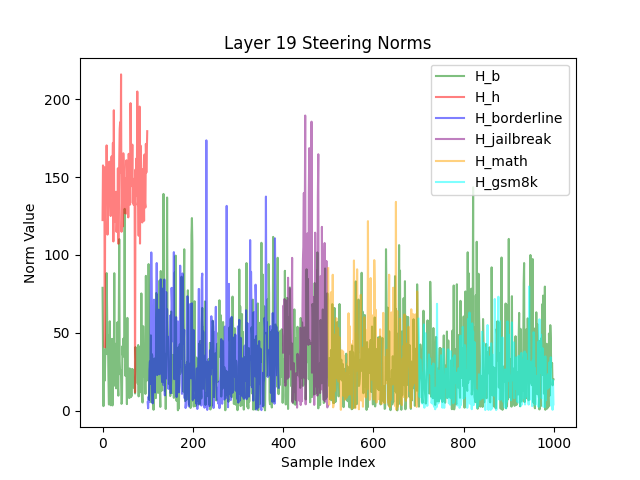 Layer 19 Steering Norms
H_b
H_h
H_borderline
H_jailbreak
H_math
H_gsm8k
Norm Value
200
150
100
50
0
0
200
400
600
800
1000
Sample Index